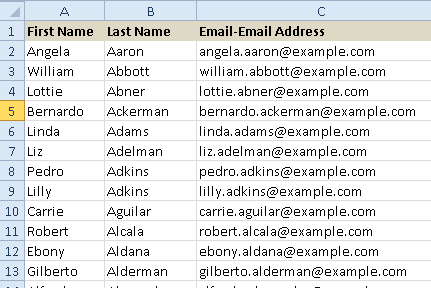 A B C
1 First Name Last Name Email-Email Address
2 Angela Aaron angela.aaron@example.com
3 William Abbott william.abbott@example.com
4 Lottie Abner lottie.abner@example.com
5 Bernardo Ackerman bernardo.ackerman@example.com
6 Linda Adams linda.adams@example.com
7 Liz Adelman liz.adelman@example.com
8 Pedro Adkins pedro.adkins@example.com
9 Lilly Adkins lilly.adkins@example.com
10 Carrie Aguilar carrie.aguilar@example.com
11 Robert Alcala robert.alcala@example.com
12 Ebony Aldana ebony.aldana@example.com
13 Gilberto Alderman gilberto.alderman@example.com